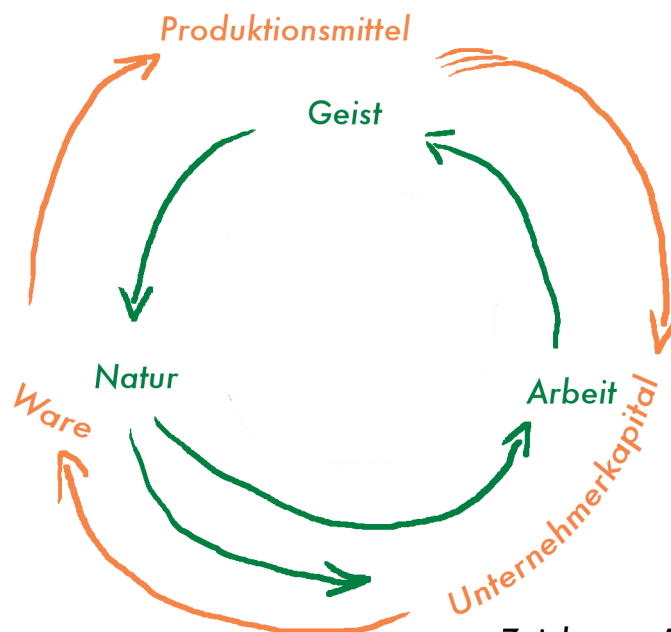 Produktionsmittel
Geist
Natur
Arbeit
Ware
Unternehmerkapital